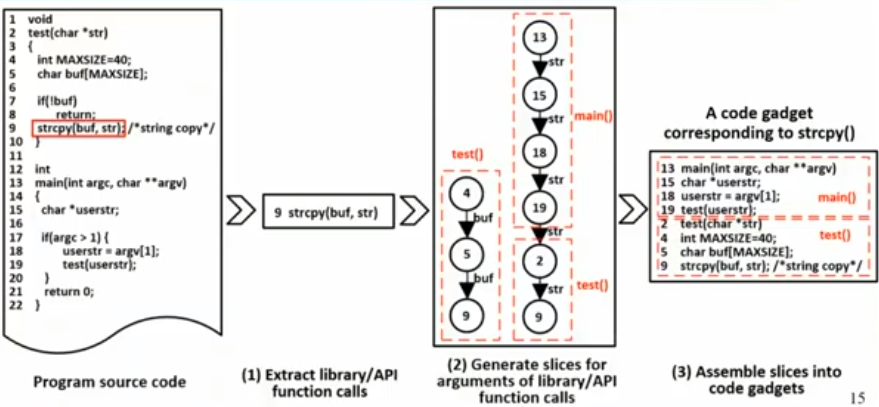 1 void
2 test(char *str)
3 {
4 int MAXSIZE=40;
5 char buf[MAXSIZE];
6
7 if(!buf)
8 return;
9 strcpy(buf, str); /*string copy*/
10 }
11
12 int
13 main(int argc, char **argv)
14 {
15 char *userstr;
16
17 if(argc > 1) {
18 userstr = argv[1];
19 test(userstr);
20 }
21 return 0;
22 }
Program source code
9 strcpy(buf, str)
(1) Extract library/API
function calls
test()
4
buf
5
buf
9
13
str
15
str
18
str
19
main()
str
2
str
9
test()
(2) Generate slices for
arguments of library/API
function calls
A code gadget
corresponding to strcpy()
13 main(int argc, char **argv)
15 char *userstr;
18 userstr = argv[1];
19 test(userstr);
main()
2 test(char *str)
4 int MAXSIZE=40;
5 char buf[MAXSIZE];
9 strcpy(buf, str); /*string copy*/
test()
(3) Assemble slices into
code gadgets
15